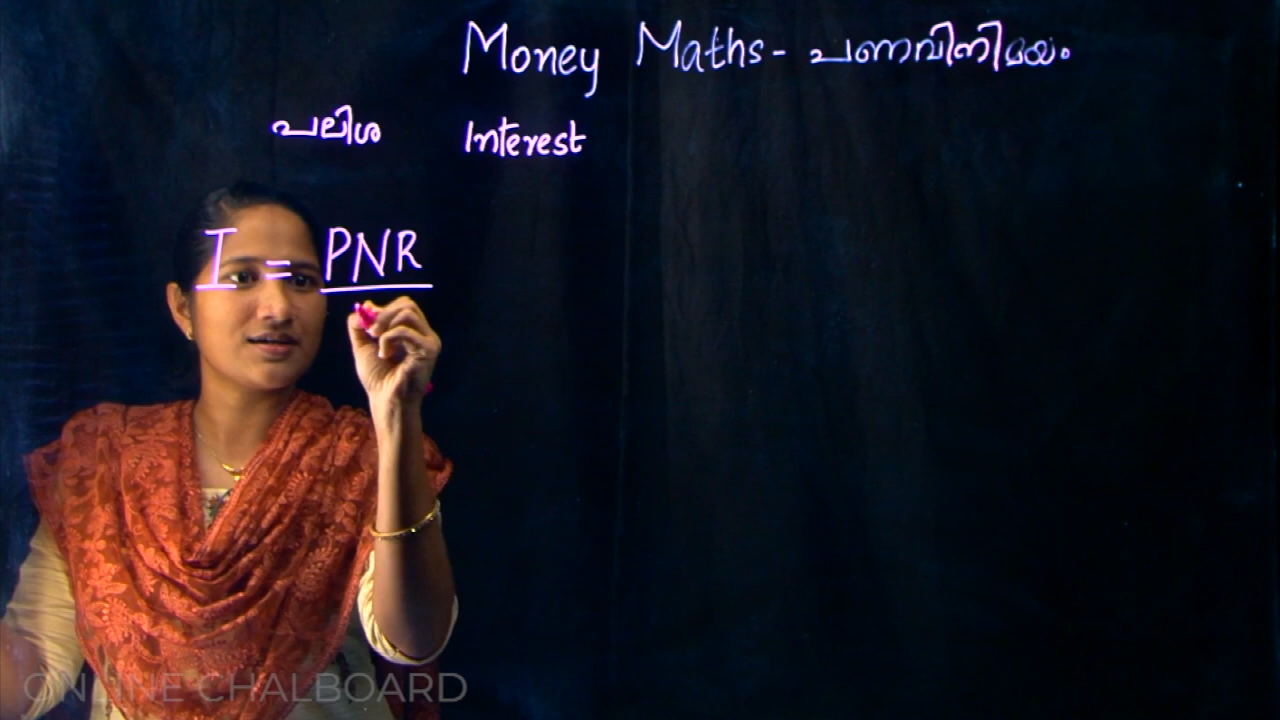 Money Maths - പണവിനിമയം
പലിശ Interest
I = PNR
ONLINE CHALBOARD